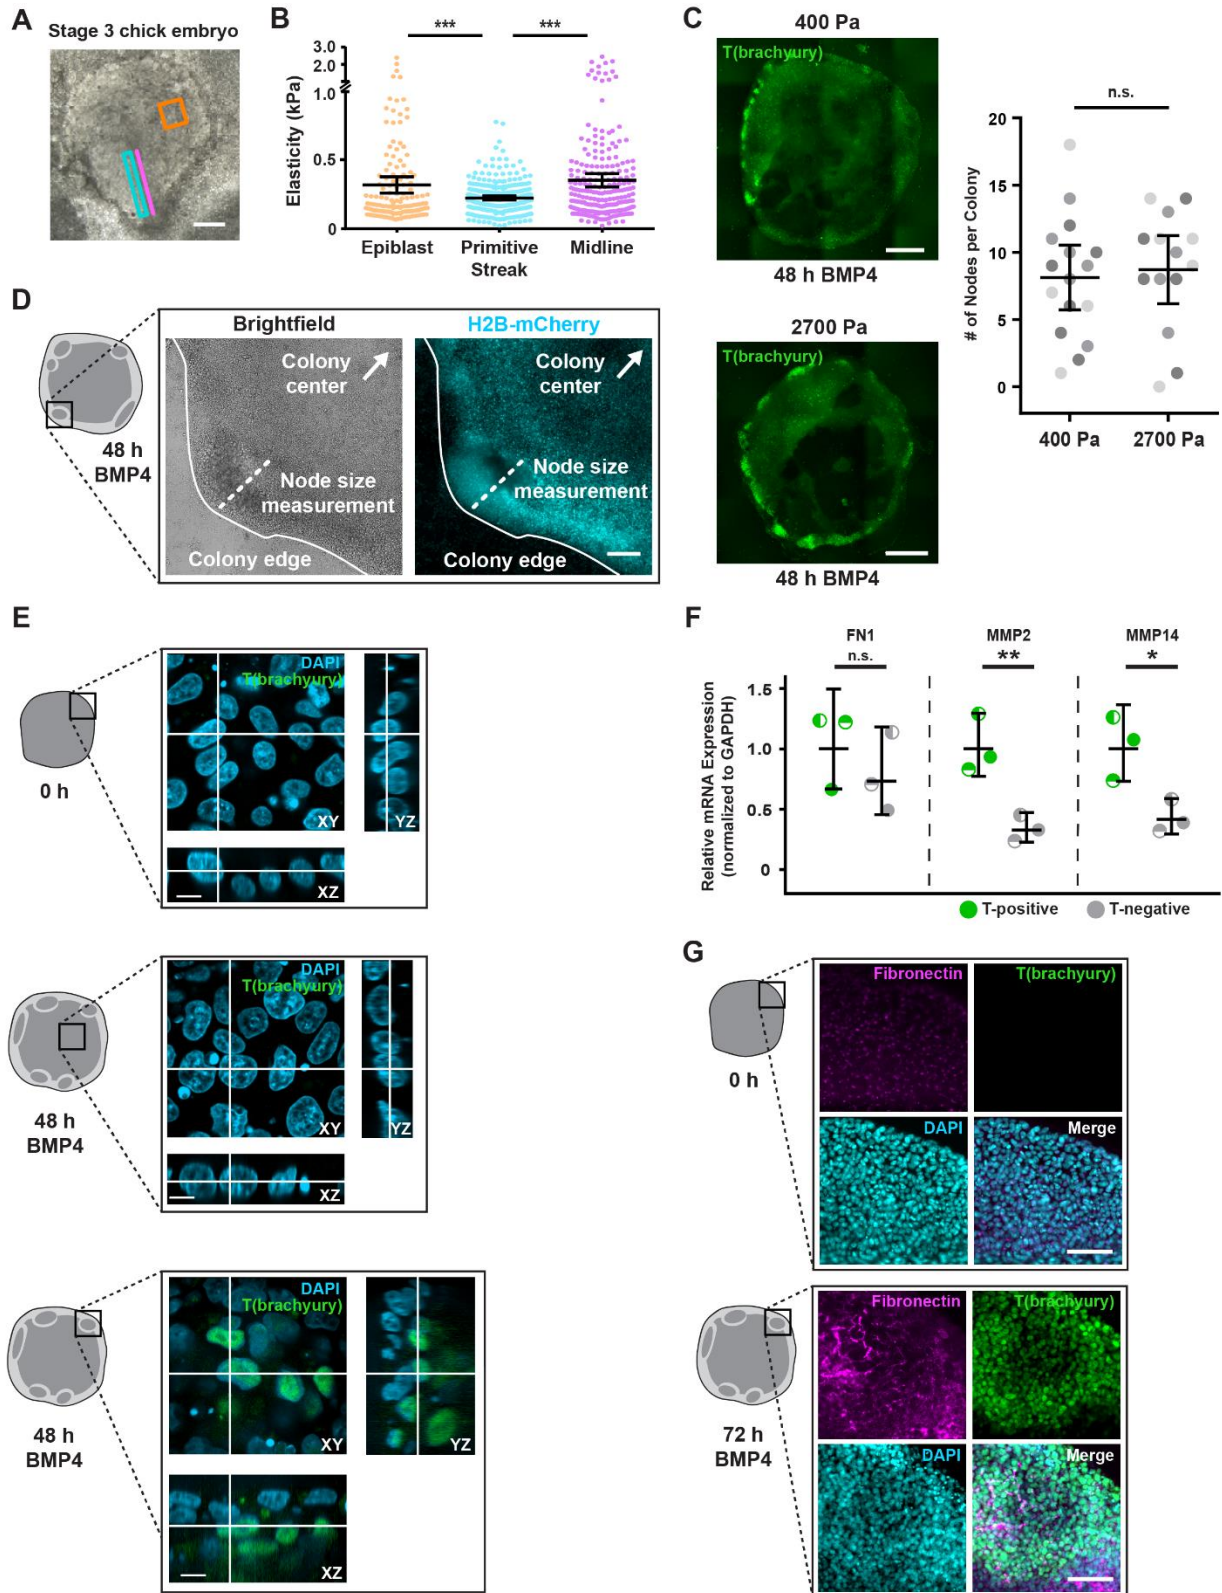 A
Stage 3 chick embryo
B
***
***
Elasticity (kPa)
3.0
2.0
1.0
0.5
0
Epiblast
Primitive
Streak
Midline
C
400 Pa
T(brachyury)
48 h BMP4
2700 Pa
T(brachyury)
48 h BMP4
n.s.
# of Nodes per Colony
20
15
10
5
0
400 Pa
2700 Pa
D
48 h
BMP4
Brightfield
Colony
center
Node size
measurement
Colony edge
H2B-mCherry
Colony
center
Node size
measurement
Colony edge
E
0 h
DAPI
T(brachyury)
XY
YZ
XZ
48 h
BMP4
DAPI
T(brachyury)
XY
YZ
XZ
48 h
BMP4
DAPI
T(brachyury)
XY
YZ
XZ
F
FN1
n.s.
MMP2
**
MMP14
*
Relative mRNA Expression
(normalized to GAPDH)
1.5
1.0
0.5
0
T-positive
T-negative
G
0 h
Fibronectin
T(brachyury)
DAPI
Merge
72 h
BMP4
Fibronectin
T(brachyury)
DAPI
Merge